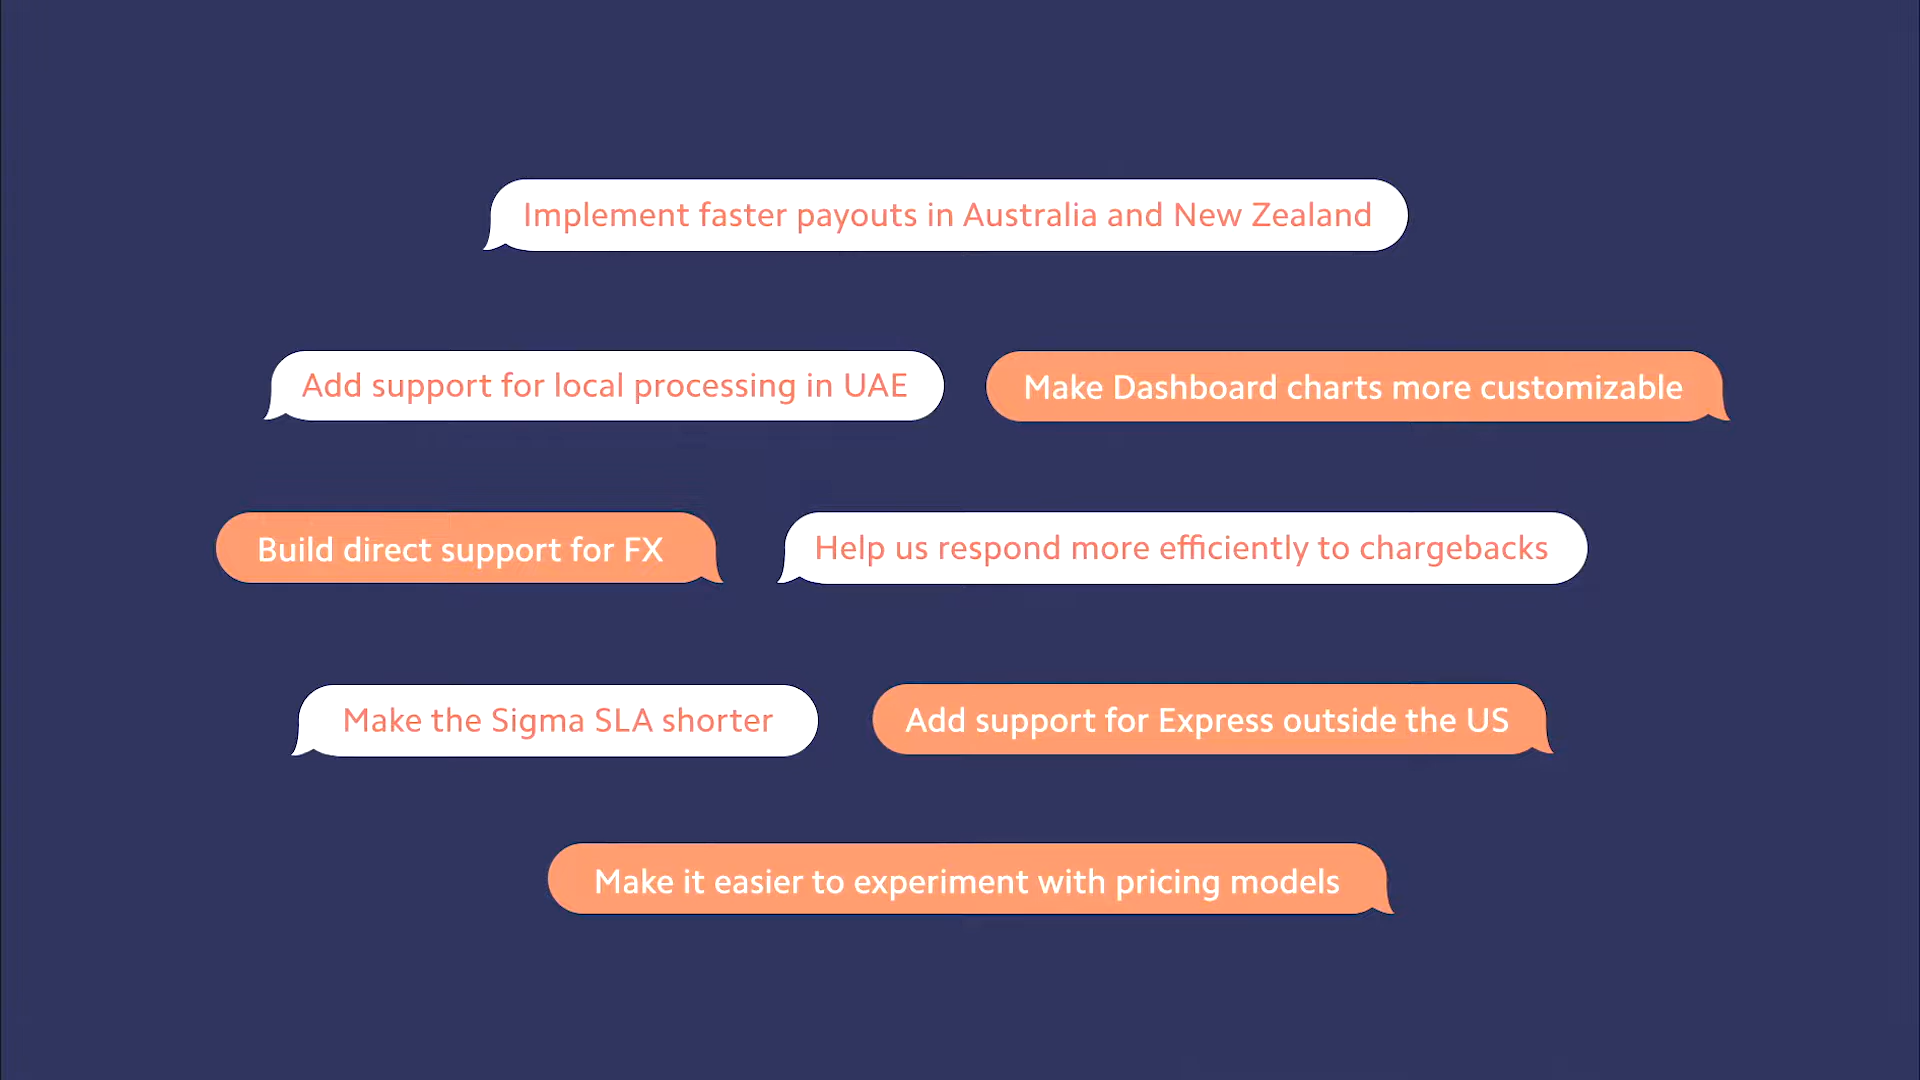 Implement faster payouts in Australia and New Zealand
Add support for local processing in UAE
Make Dashboard charts more customizable
Build direct support for FX
Help us respond more efficiently to chargebacks
Make the Sigma SLA shorter
Add support for Express outside the US
Make it easier to experiment with pricing models